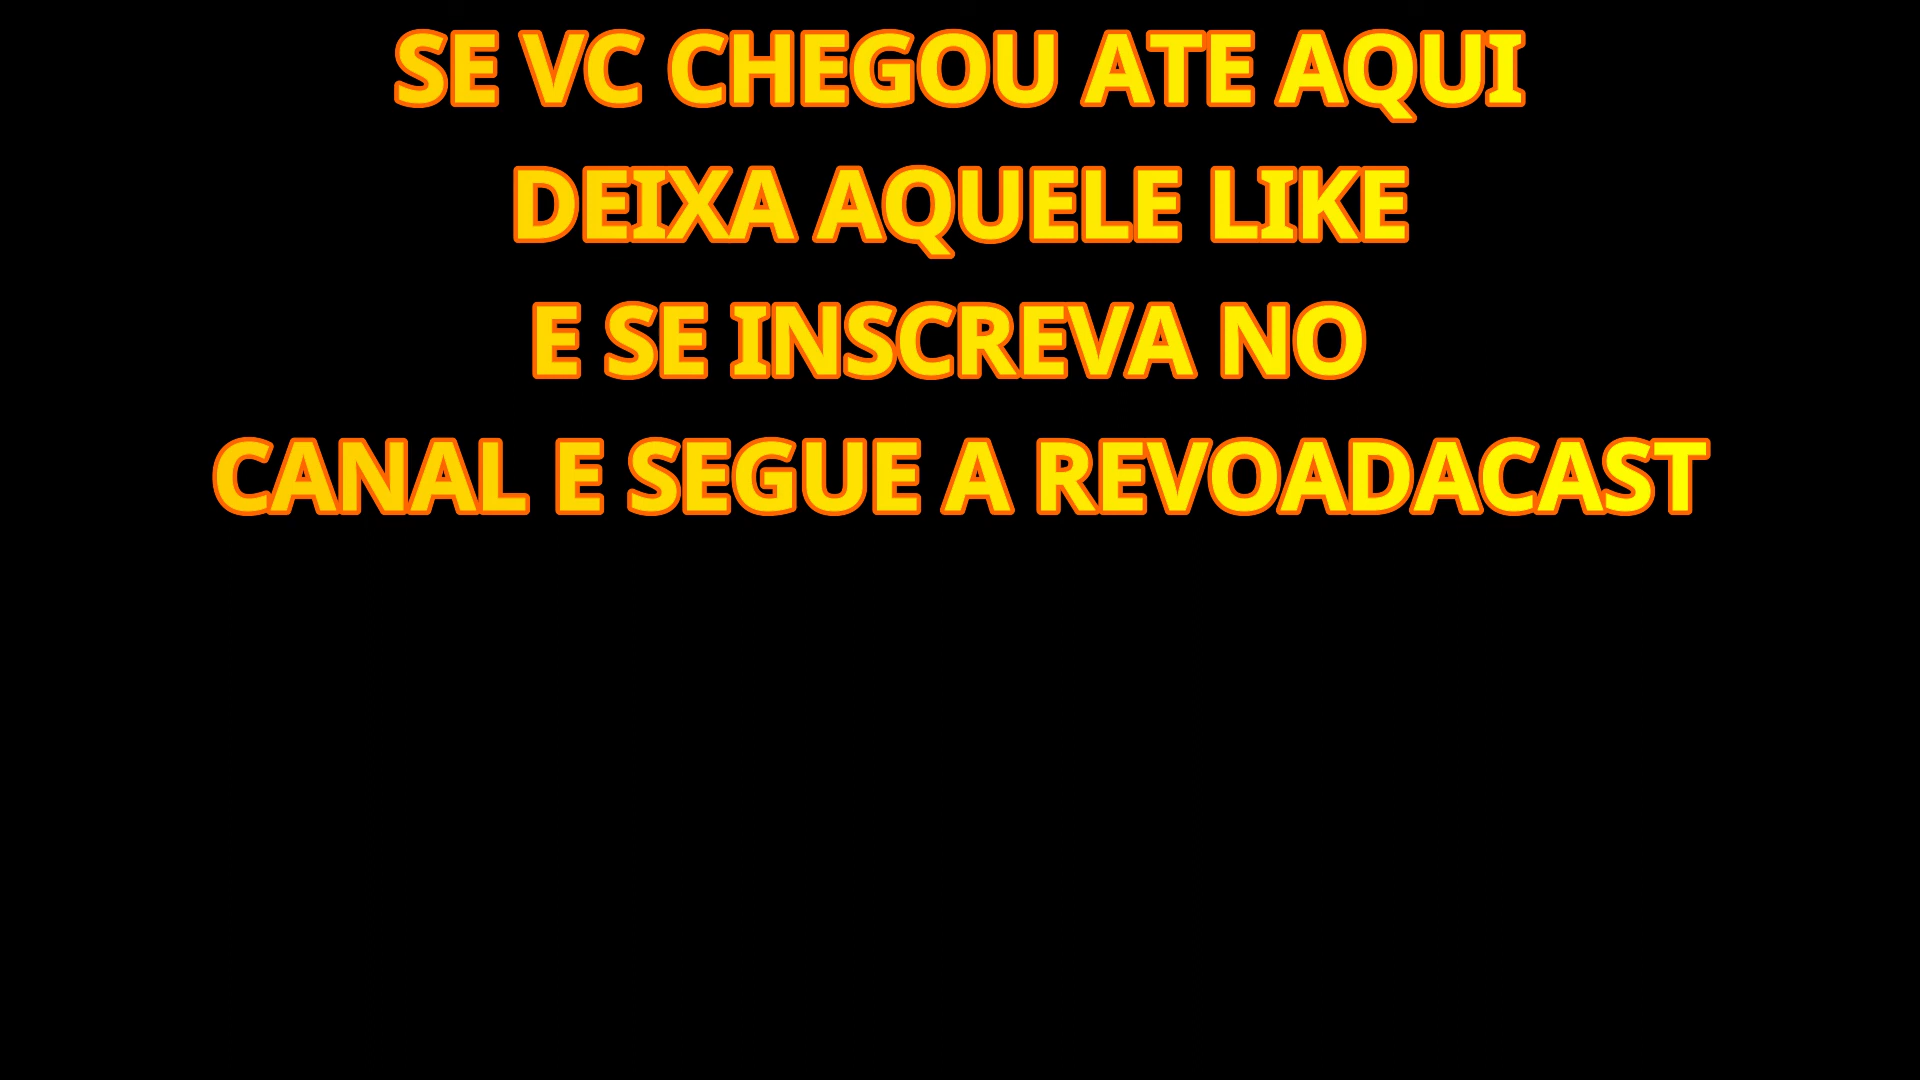 SE VC CHEGOU ATE AQUI
DEIXA AQUELE LIKE
E SE INSCREVA NO
CANAL E SEGUE A REVOADACAST